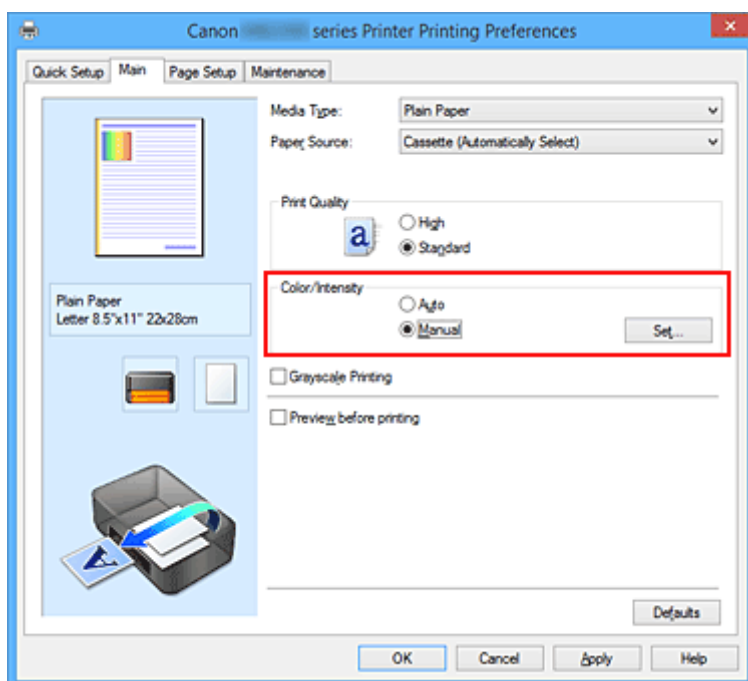 Canon series Printer Printing Preferences
Quick Setup Main Page Setup Maintenance
Media Type: Plain Paper
Paper Source: Cassette (Automatically Select)
Print Quality
a
High
Standard
Color/Intensity
Auto
Manual Set...
Plain Paper
Letter 8.5"x11" 22x28cm
Grayscale Printing
Preview before printing
A
Defaults
OK Cancel Apply Help